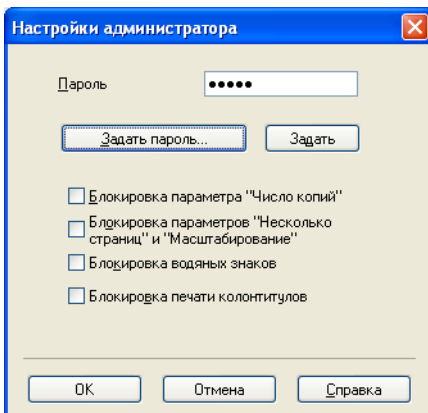 Настройки администратора
Пароль •••••
Задать пароль... Задать
Блокировка параметра "Число копий"
Блокировка параметров "Несколько
страниц" и "Масштабирование"
Блокировка водяных знаков
Блокировка печати колонтитулов
OK Отмена Справка